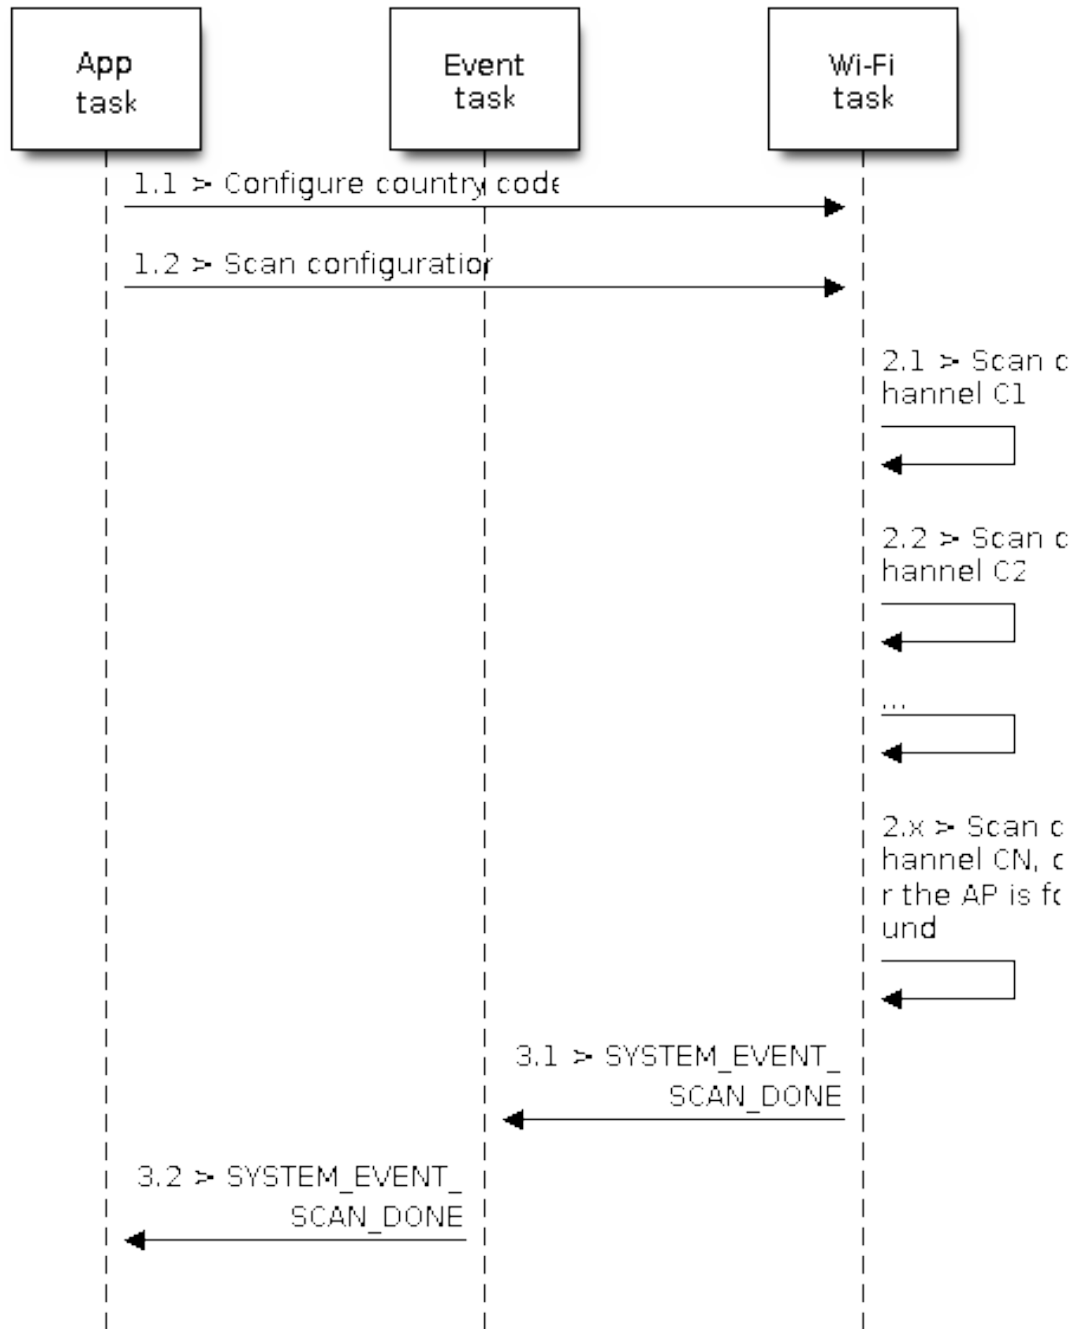 App
task
Event
task
Wi-Fi
task
1.1 > Configure country code
1.2 > Scan configuration
2.1 > Scan c
hannel C1
2.2 > Scan c
hannel C2
...
2.x > Scan c
hannel CN, o
r the AP is fo
und
3.1 > SYSTEM_EVENT_
SCAN_DONE
3.2 > SYSTEM_EVENT_
SCAN_DONE